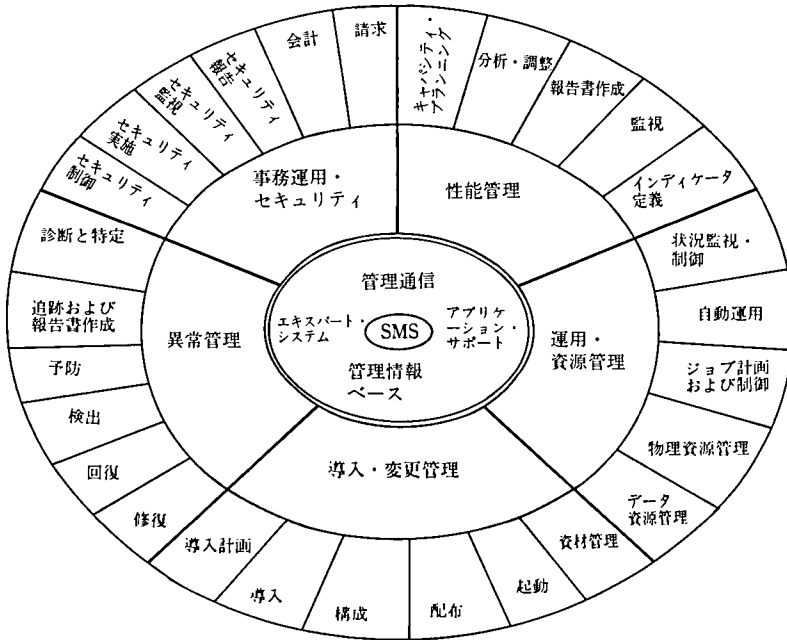 会計
請求
キャパシティ・
プランニング
分析・調整
報告書作成
監視
インディケータ
定義
セキュリティ
報告
セキュリティ
監視
セキュリティ
実施
セキュリティ
制御
事務運用・
セキュリティ
性能管理
診断と特定
追跡および
報告書作成
予防
検出
回復
修復
異常管理
管理通信
エキスパート・
システム
SMS
アプリケ
ーション・
サポート
管理情報
ベース
運用・
資源管理
状況監視・
制御
自動運用
ジョブ計画
および制御
物理資源管理
データ
資源管理
導入・変更管理
導入計画
導入
構成
配布
起動
資材管理